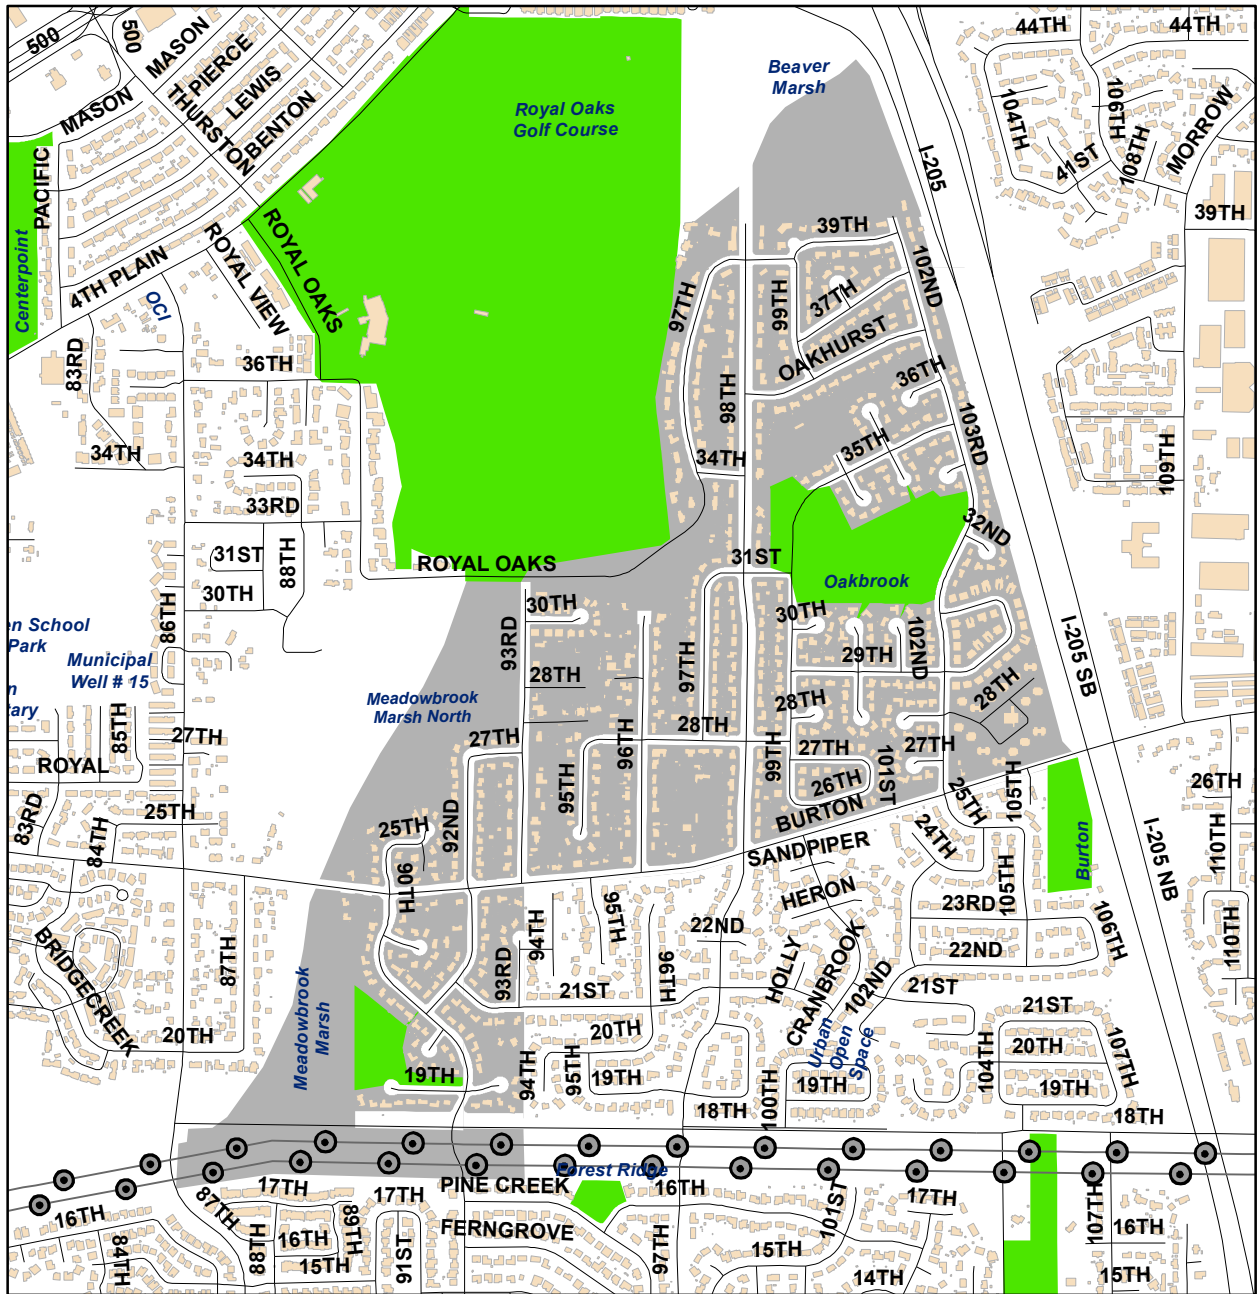 500
500
MASON
PIERCE
LEWIS
BENTON
THURSTON
MASON
PACIFIC
Centerpoint
4TH PLAIN
OCI
ROYAL VIEW
ROYAL OAKS
Royal Oaks
Golf Course
Beaver
Marsh
I-205
44TH
44TH
104TH
109TH
41ST
108TH
MORROW
39TH
39TH
102ND
97TH
99TH
37TH
OAKHURST
98TH
36TH
83RD
36TH
34TH
34TH
33RD
31ST
88TH
30TH
86TH
34TH
35TH
103RD
109TH
32ND
31ST
ROYAL OAKS
Oakbrook
en School
Park
Municipal
Well # 15
n
tary
85TH
27TH
ROYAL
83RD
84TH
25TH
30TH
93RD
28TH
97TH
30TH
29TH
102ND
28TH
28TH
I-205 SB
Meadowbrook
Marsh North
27TH
96TH
28TH
99TH
27TH
27TH
101ST
26TH
95TH
92ND
25TH
BURTON
25TH
105TH
26TH
110TH
I-205 NB
SANDPIPER
24TH
Burton
90TH
HERON
105TH
23RD
95TH
94TH
22ND
22ND
106TH
110TH
BRIDGECREEK
87TH
93RD
96TH
HOLLY
CRANBROOK
102ND
21ST
21ST
21ST
Meadowbrook
Marsh
20TH
20TH
20TH
Urban
Open
Space
104TH
107TH
19TH
94TH
95TH
19TH
100TH
19TH
19TH
18TH
18TH
Forest Ridge
PINE CREEK
16TH
17TH
17TH
17TH
87TH
16TH
84TH
88TH
16TH
89TH
15TH
91ST
FERNGROVE
97TH
15TH
101ST
14TH
107TH
16TH
15TH